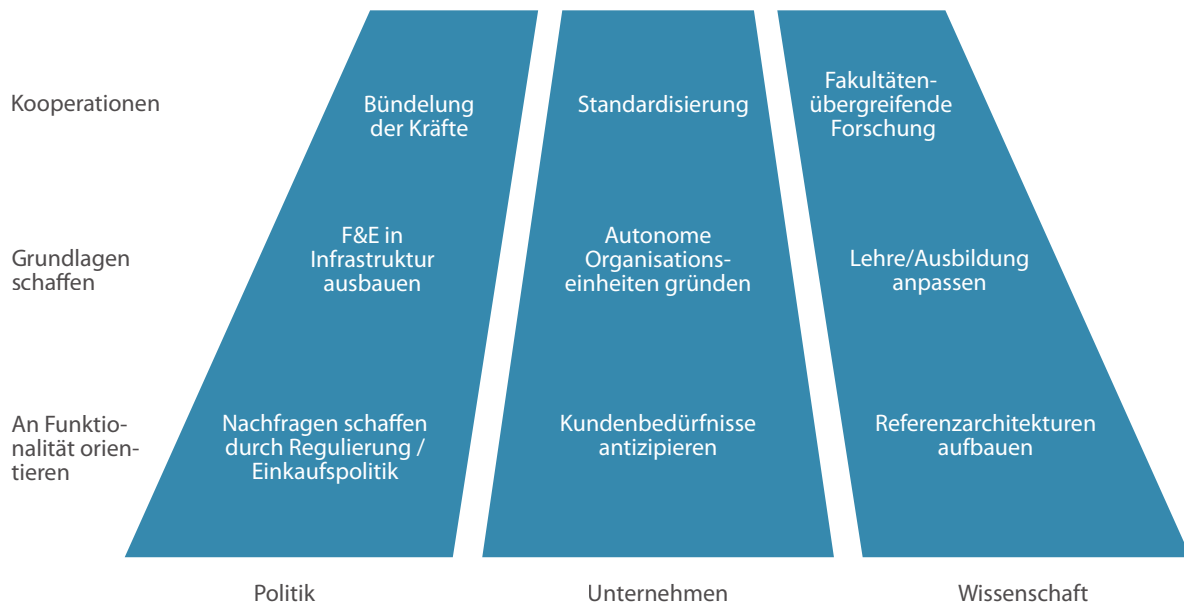 Kooperationen
Bündelung
der Kräfte
Standardisierung
Fakultäten-
übergreifende
Forschung
Grundlagen
schaffen
F&E in
Infrastruktur
ausbauen
Autonome
Organisations-
einheiten gründen
Lehre/Ausbildung
anpassen
An Funktio-
nalität orien-
tieren
Nachfragen schaffen
durch Regulierung /
Einkaufspolitik
Kundenbedürfnisse
antizipieren
Referenzarchitekturen
aufbauen
Politik
Unternehmen
Wissenschaft